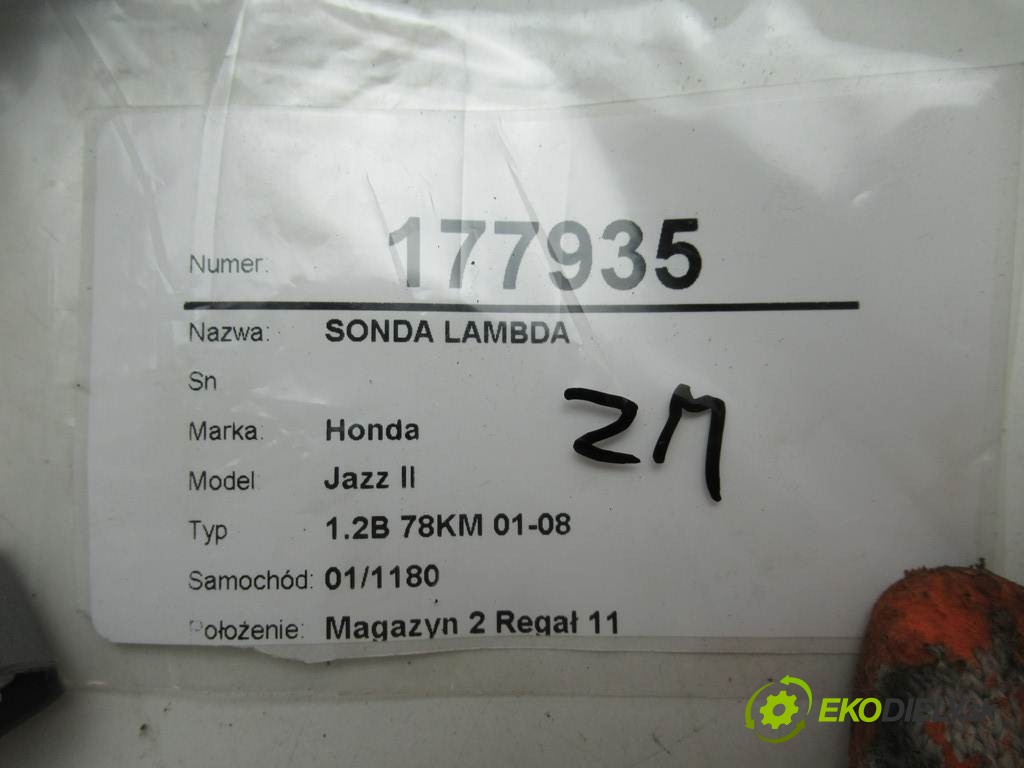 Numer: 177935
Nazwa: SONDA LAMBDA
Sn
Marka: Honda
Model Jazz II
Typ 1.2B 78KM 01-08
Samochód: 01/1180
Położenie: Magazyn 2 Regał 11
ZM